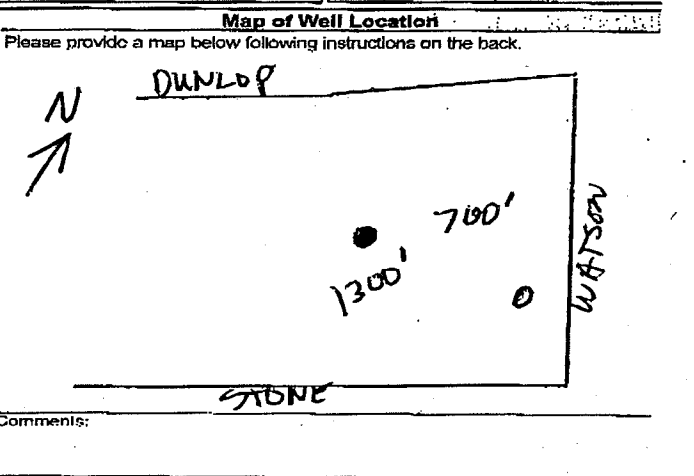 Map of Well Location
Please provide a map below following instructions on the back.
DUNLOP
N
700'
WATSON
1300'
STONE
Comments: